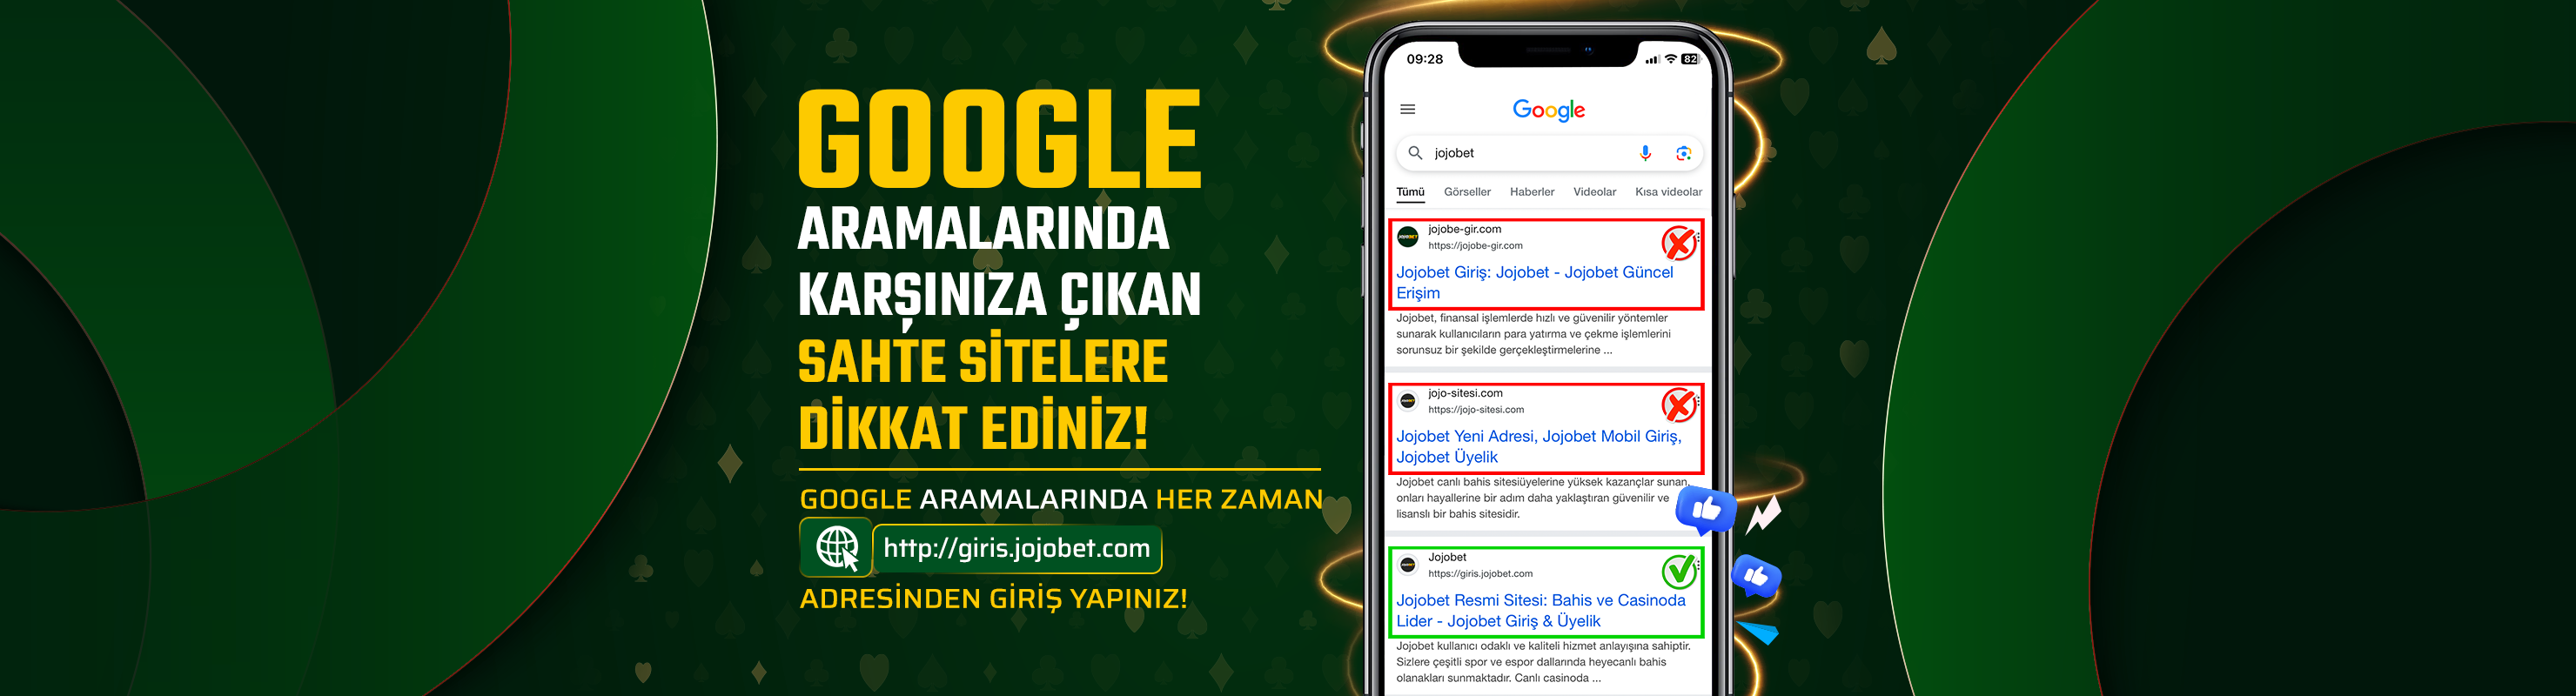 GOOGLE
ARAMALARINDA
KARŞINIZA ÇIKAN
SAHTE SİTELERE
DİKKAT EDİNİZ!
GOOGLE ARAMALARINDA HER ZAMAN
http://giris.jojobet.com
ADRESİNDEN GİRİŞ YAPINIZ!
09:28
82
Google
jojobet
Tümü Görseller Haberler Videolar Kısa videolar
jojobe-gir.com
https://jojobe-gir.com
Jojobet Giriş: Jojobet - Jojobet Güncel
Erişim
Jojobet, finansal işlemlerde hızlı ve güvenilir yöntemler
sunarak kullanıcıların para yatırma ve çekme işlemlerini
sorunsuz bir şekilde gerçekleştirmelerine ...
jojo-sitesi.com
https://jojo-sitesi.com
Jojobet Yeni Adresi, Jojobet Mobil Giriş,
Jojobet Üyelik
Jojobet canlı bahis sitesiüyelerine yüksek kazançlar sunan,
onları hayallerine bir adım daha yaklaştıran güvenilir ve
lisanslı bir bahis sitesidir.
Jojobet
https://giris.jojobet.com
Jojobet Resmi Sitesi: Bahis ve Casinoda
Lider - Jojobet Giriş & Üyelik
Jojobet kullanıcı odaklı ve kaliteli hizmet anlayışına sahiptir.
Sizlere çeşitli spor ve espor dallarında heyecanlı bahis
olanakları sunmaktadır. Canlı casinoda ...